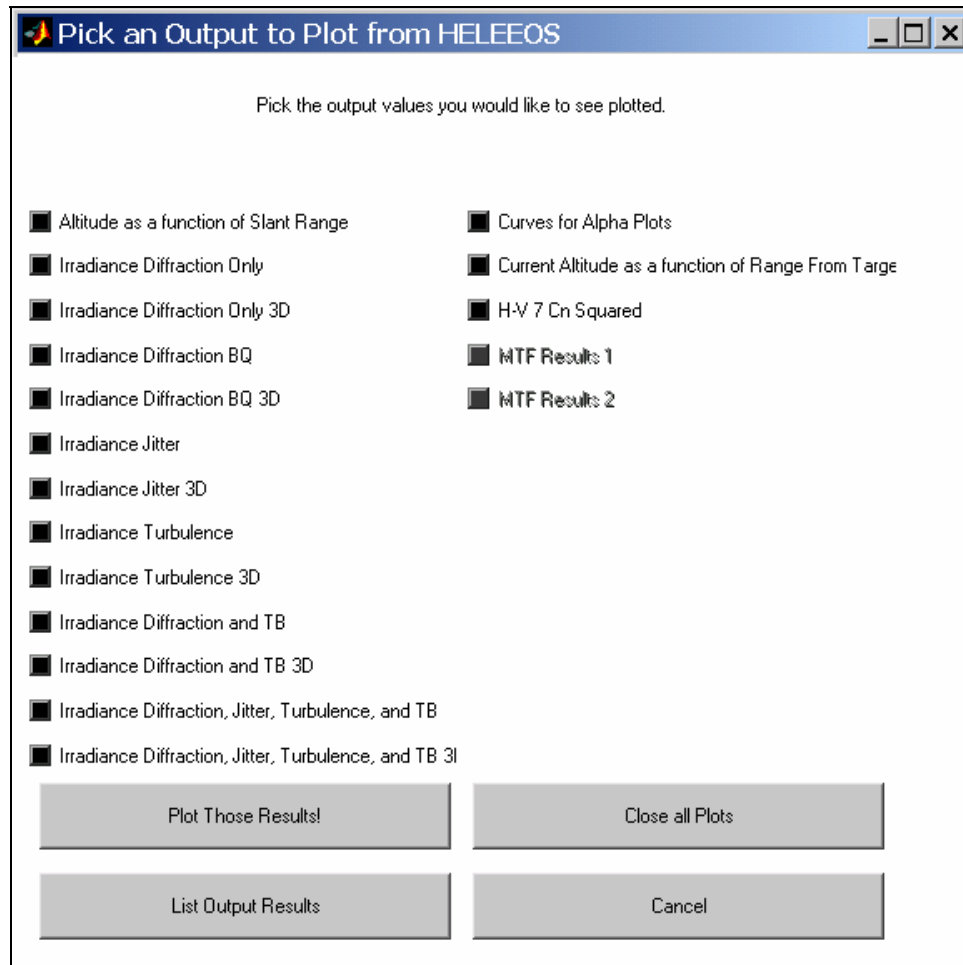 Pick an Output to Plot from HELEEOS
Pick the output values you would like to see plotted.
Altitude as a function of Slant Range
Irradiance Diffraction Only
Irradiance Diffraction Only 3D
Irradiance Diffraction BQ
Irradiance Diffraction BQ 3D
Irradiance Jitter
Irradiance Jitter 3D
Irradiance Turbulence
Irradiance Turbulence 3D
Irradiance Diffraction and TB
Irradiance Diffraction and TB 3D
Irradiance Diffraction, Jitter, Turbulence, and TB
Irradiance Diffraction, Jitter, Turbulence, and TB 3I
Curves for Alpha Plots
Current Altitude as a function of Range From Targe
H-V 7 Cn Squared
MTF Results 1
MTF Results 2
Plot Those Results!
Close all Plots
List Output Results
Cancel